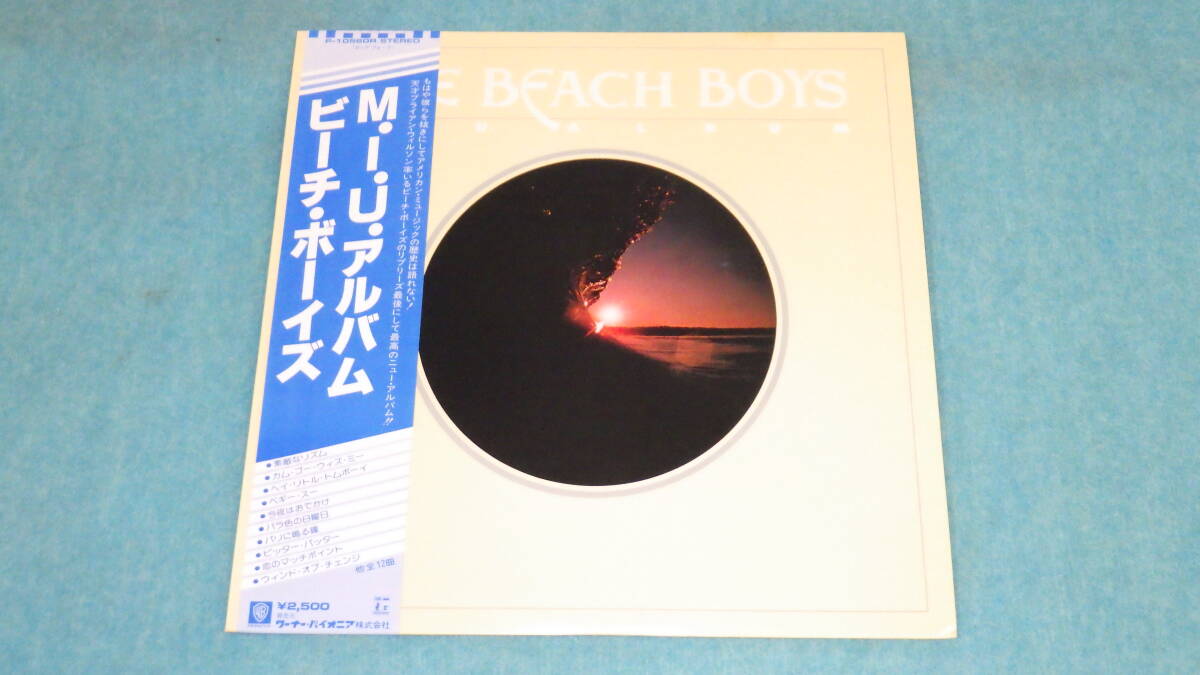 P-10560R STEREO
M・I・U・アルバム
ビーチ・ボーイズ
もはや彼らを抜きにしてアメリカン・ミュージックの歴史は語れない！
天才ブライアン・ウィルソン率いるビーチ・ボーイズのリプリーズ最後にして最高のニュー・アルバム!!
E BEACH BOYS
U ALBUM
●素敵なリズム
●カム・ゴー・ウィズ・ミー
●ヘイ・リトル・トムボーイ
●ペギー・スー
●今夜はおでかけ
●バラ色の日曜日
●パリに鳴る鐘
●ピッター・パッター
●恋のマッチポイント
●ウィンド・オブ・チェンジ
他全12曲
¥2,500
発売元
ワーナー・パイオニア株式会社